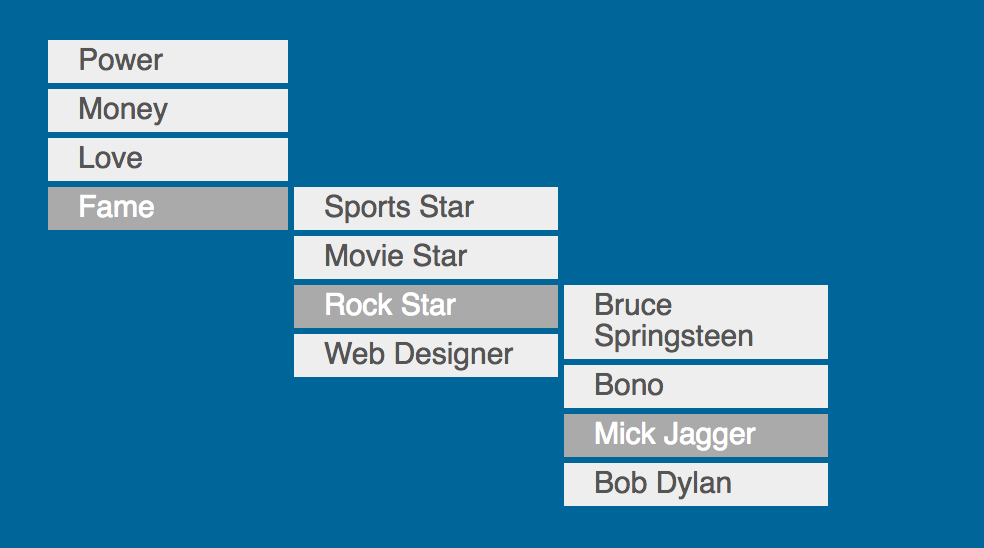 Power
Money
Love
Fame
Sports Star
Movie Star
Rock Star
Web Designer
Bruce
Springsteen
Bono
Mick Jagger
Bob Dylan